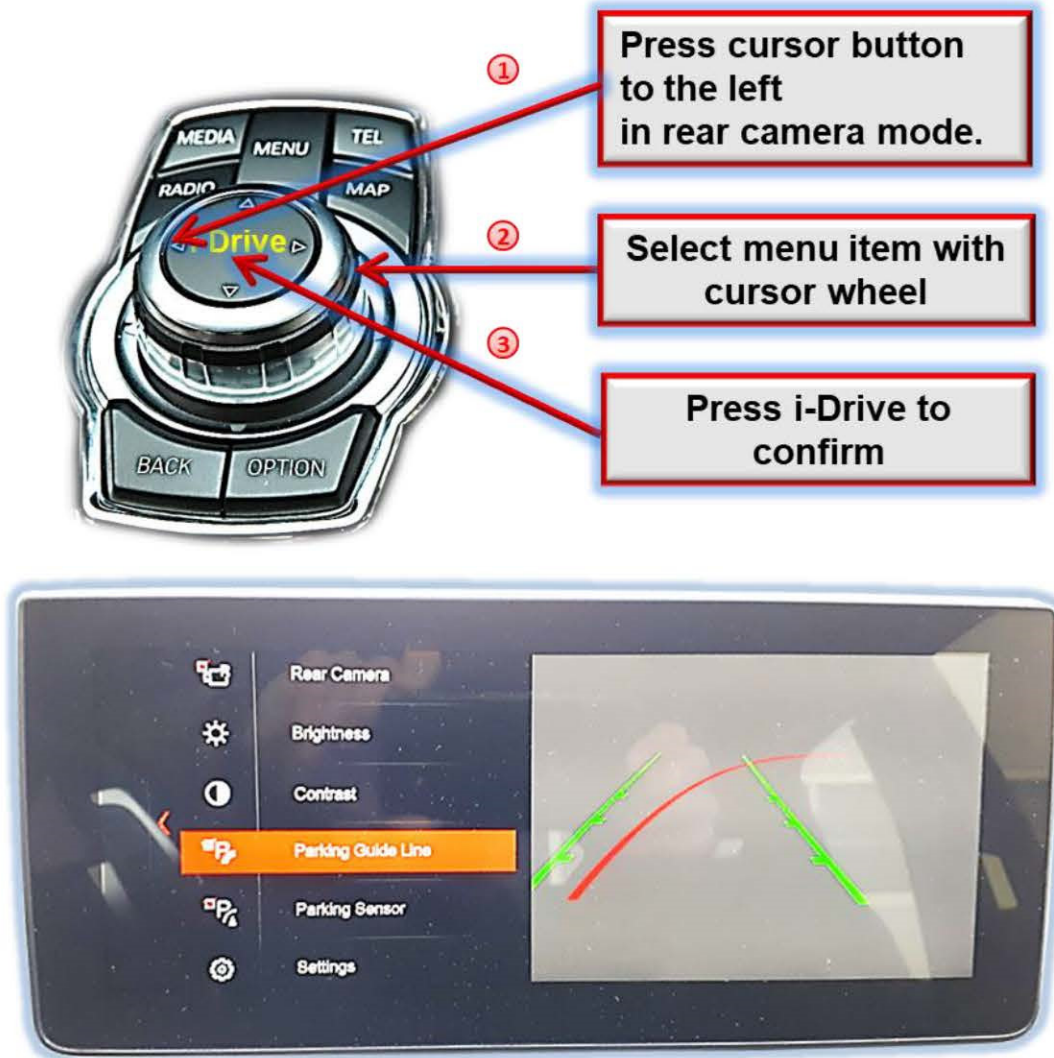 ①
Press cursor button
to the left
in rear camera mode.
MEDIA
MENU
TEL
RADIO
MAP
i-Drive
②
Select menu item with
cursor wheel
③
Press i-Drive to
confirm
BACK
OPTION
Rear Camera
Brightness
Contrast
Parking Guide Line
Parking Sensor
Settings